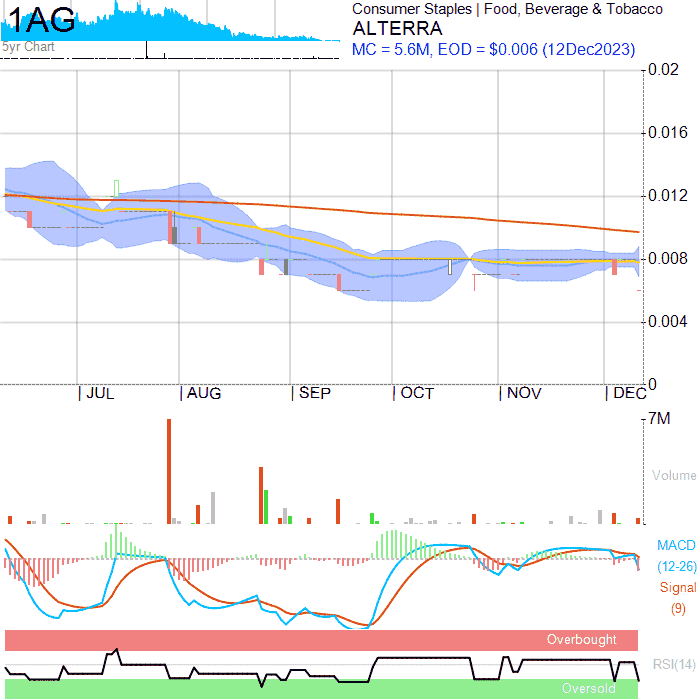 1AG
5yr Chart
Consumer Staples | Food, Beverage & Tobacco
ALTERRA
MC = 5.6M, EOD = $0.006 (12Dec2023)
0.02
0.016
0.012
0.008
0.004
0
JUL AUG SEP OCT NOV DEC
7M
Volume
MACD
(12-26)
Signal
(9)
Overbought
RSI(14)
Oversold